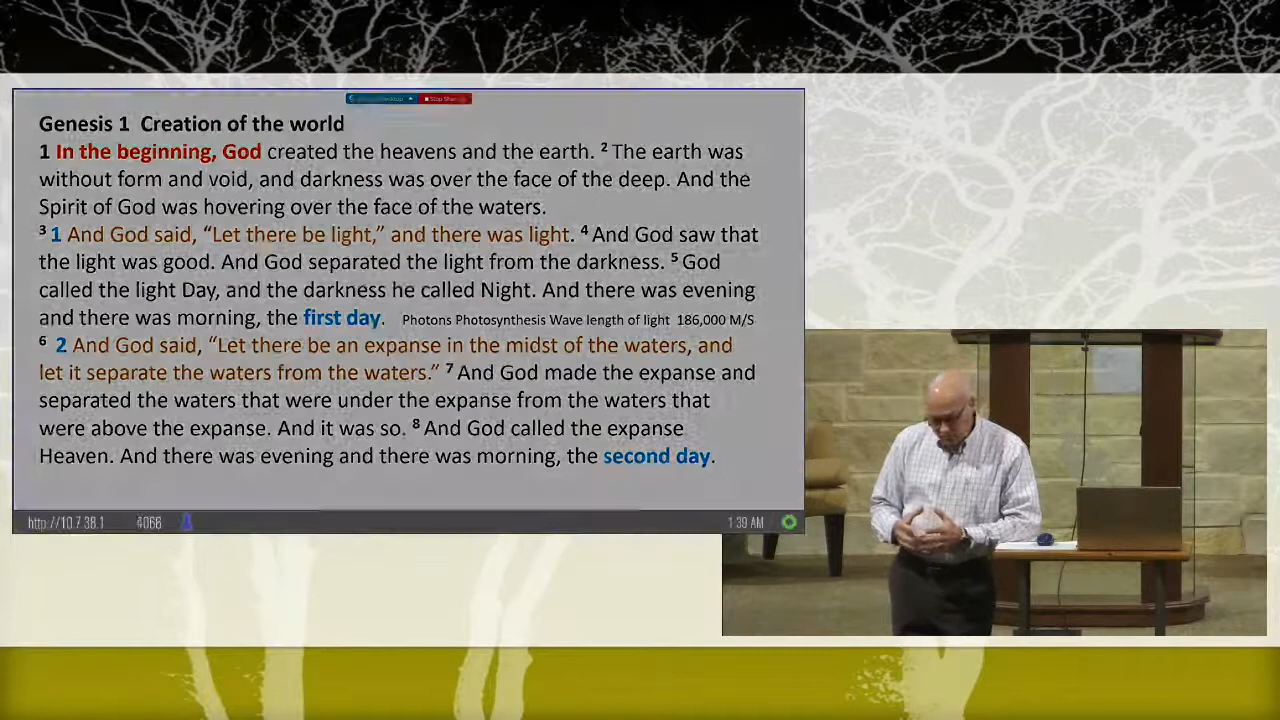 Stop Share
Genesis 1 Creation of the world
1 In the beginning, God created the heavens and the earth. 2 The earth was
without form and void, and darkness was over the face of the deep. And the
Spirit of God was hovering over the face of the waters.
3 1 And God said, “Let there be light,” and there was light. 4 And God saw that
the light was good. And God separated the light from the darkness. 5 God
called the light Day, and the darkness he called Night. And there was evening
and there was morning, the first day. Photons Photosynthesis Wave length of light 186,000 M/S
6 2 And God said, “Let there be an expanse in the midst of the waters, and
let it separate the waters from the waters.” 7 And God made the expanse and
separated the waters that were under the expanse from the waters that
were above the expanse. And it was so. 8 And God called the expanse
Heaven. And there was evening and there was morning, the second day.
http://10.7.38.1 4066 1:39 AM